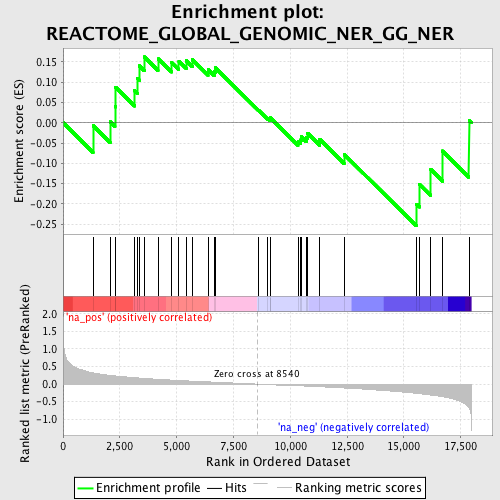 Enrichment plot:
REACTOME_GLOBAL_GENOMIC_NER_GG_NER
Enrichment score (ES)
0.15
0.10
0.05
0.00
-0.05
-0.10
-0.15
-0.20
-0.25
'na_pos' (positively correlated)
Ranked list metric (PreRanked)
2.0
1.5
1.0
0.5
0.0
-0.5
-1.0
Zero cross at 8540
'na_neg' (negatively correlated)
0 2,500 5,000 7,500 10,000 12,500 15,000 17,500
Rank in Ordered Dataset
Enrichment profile Hits Ranking metric scores